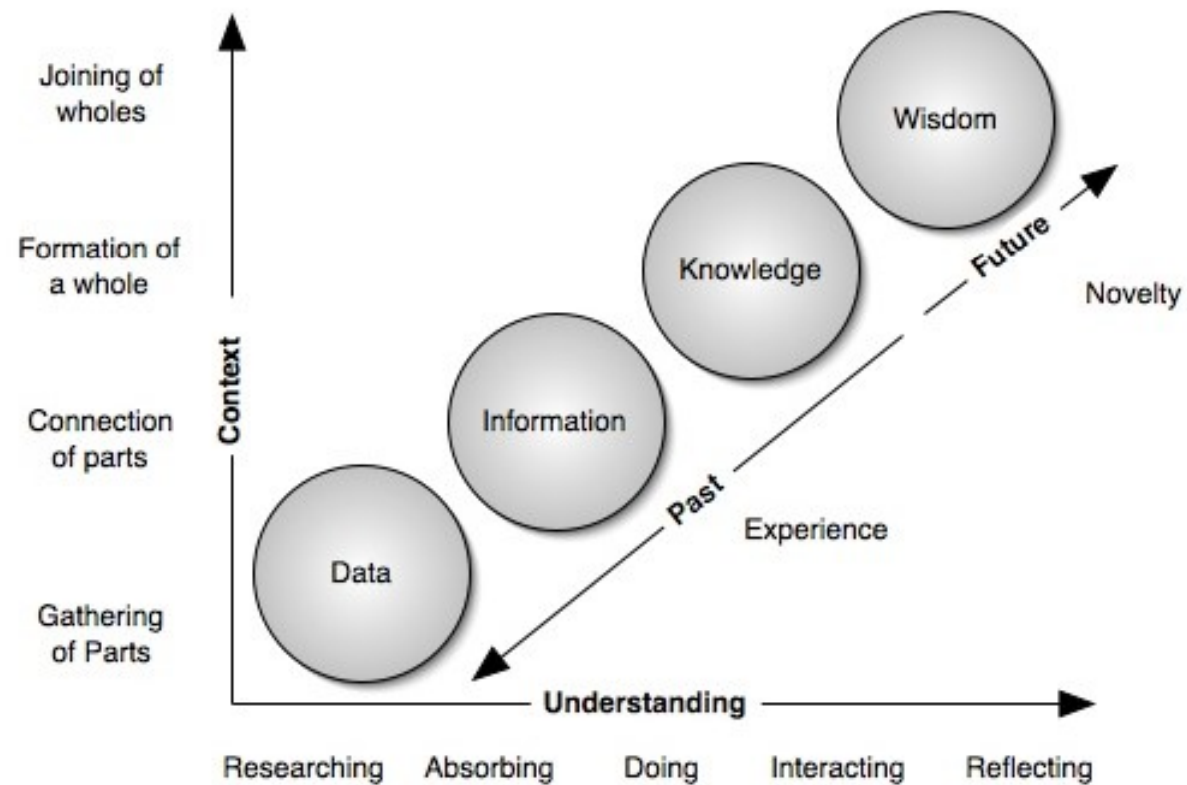 Joining of
wholes
Wisdom
Future
Formation of
a whole
Knowledge
Novelty
Context
Connection
of parts
Information
Past
Experience
Data
Gathering
of Parts
Understanding
Researching Absorbing Doing Interacting Reflecting